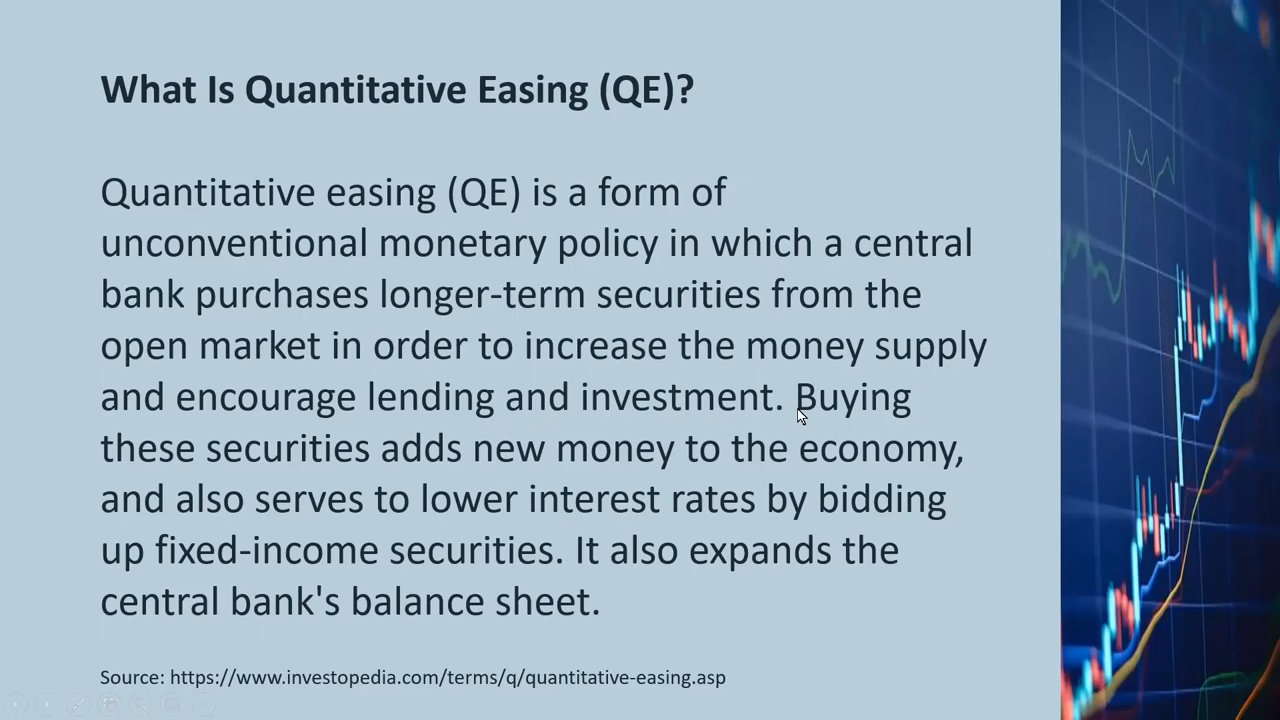 What Is Quantitative Easing (QE)?
Quantitative easing (QE) is a form of
unconventional monetary policy in which a central
bank purchases longer-term securities from the
open market in order to increase the money supply
and encourage lending and investment. Buying
these securities adds new money to the economy,
and also serves to lower interest rates by bidding
up fixed-income securities. It also expands the
central bank's balance sheet.
Source: https://www.investopedia.com/terms/q/quantitative-easing.asp